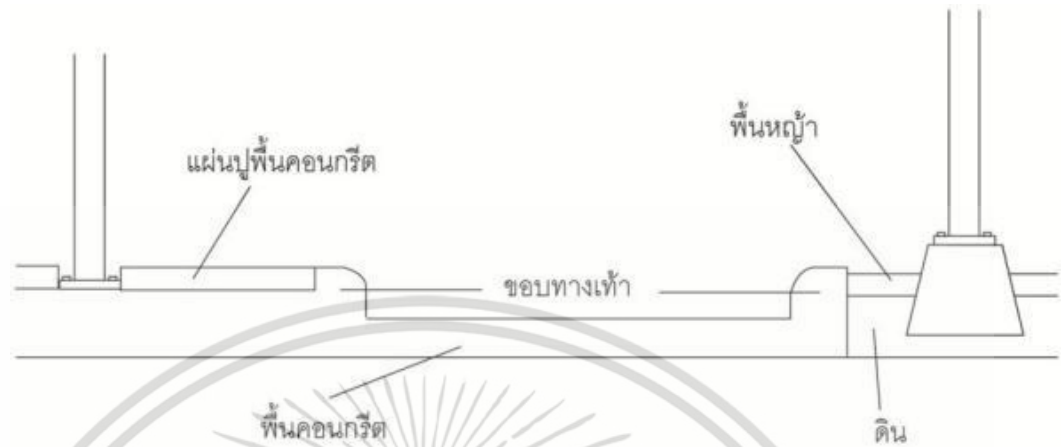 พื้นหญ้า
แผ่นปูพื้นคอนกรีต
ขอบทางเท้า
พื้นคอนกรีต
ดิน